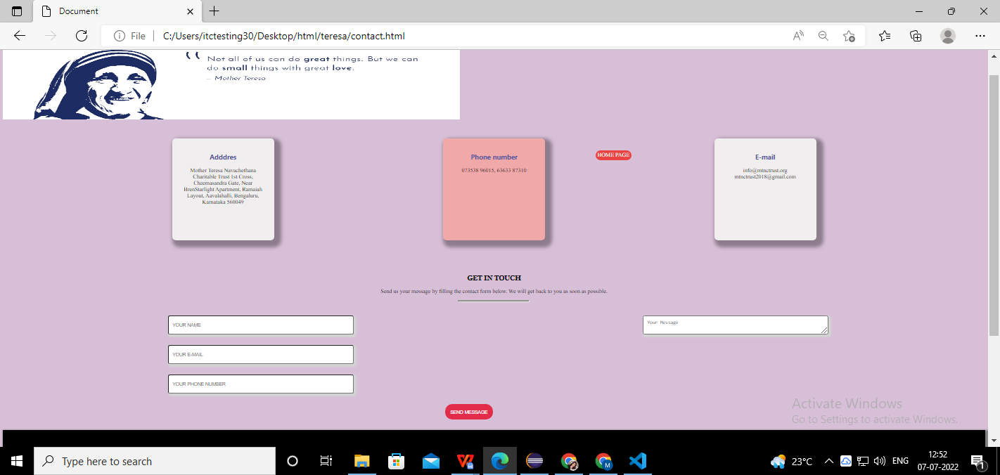 Document
File
C:/Users/itctesting30/Desktop/html/teresa/contact.html
“ Not all of us can do great things. But we can
do small things with great love.
– Mother Teresa
Adddres
Mother Teresa Navachethana
Charitable Trust 1st Cross,
Cheemasandra Gate, Near
BrenStarlight Apartment, Ramaiah
Layout, Aavalahalli, Bengaluru,
Karnataka 560049
Phone number
073538 96015, 63633 87310
HOME PAGE
E-mail
info@mtnctrust.org
mtnctrust2018@gmail.com
GET IN TOUCH
Send us your message by filling the contact form below. We will get back to you as soon as possible.
YOUR NAME
Your Message
YOUR E-MAIL
YOUR PHONE NUMBER
SEND MESSAGE
Activate Windows
Go to Settings to activate Windows.
Type here to search
23°C
ENG
12:52
07-07-2022
1